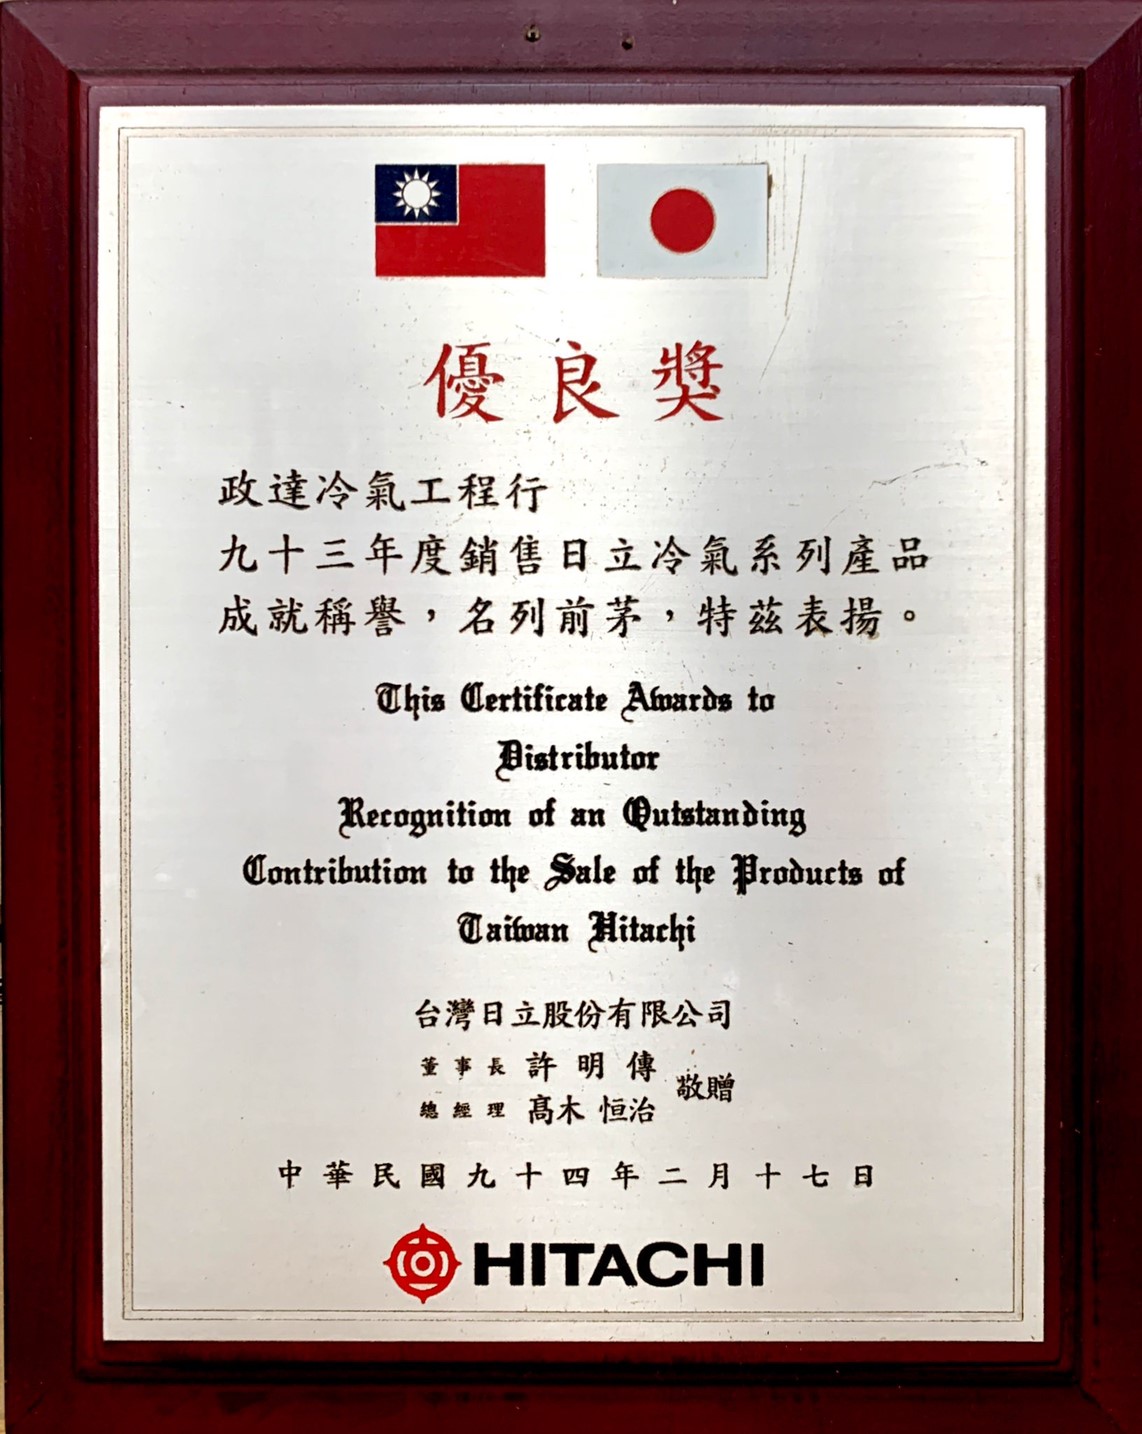 優良獎
政達冷氣工程行
九十三年度銷售日立冷氣系列產品
成就稱譽，名列前茅，特茲表揚。
This Certificate Awards to
Distributor
Recognition of an Outstanding
Contribution to the Sale of the Products of
Taiwan Hitachi
台灣日立股份有限公司
董事長 許明傳
總經理 髙木 恒治
敬贈
中華民國九十四年二月十七日
HITACHI